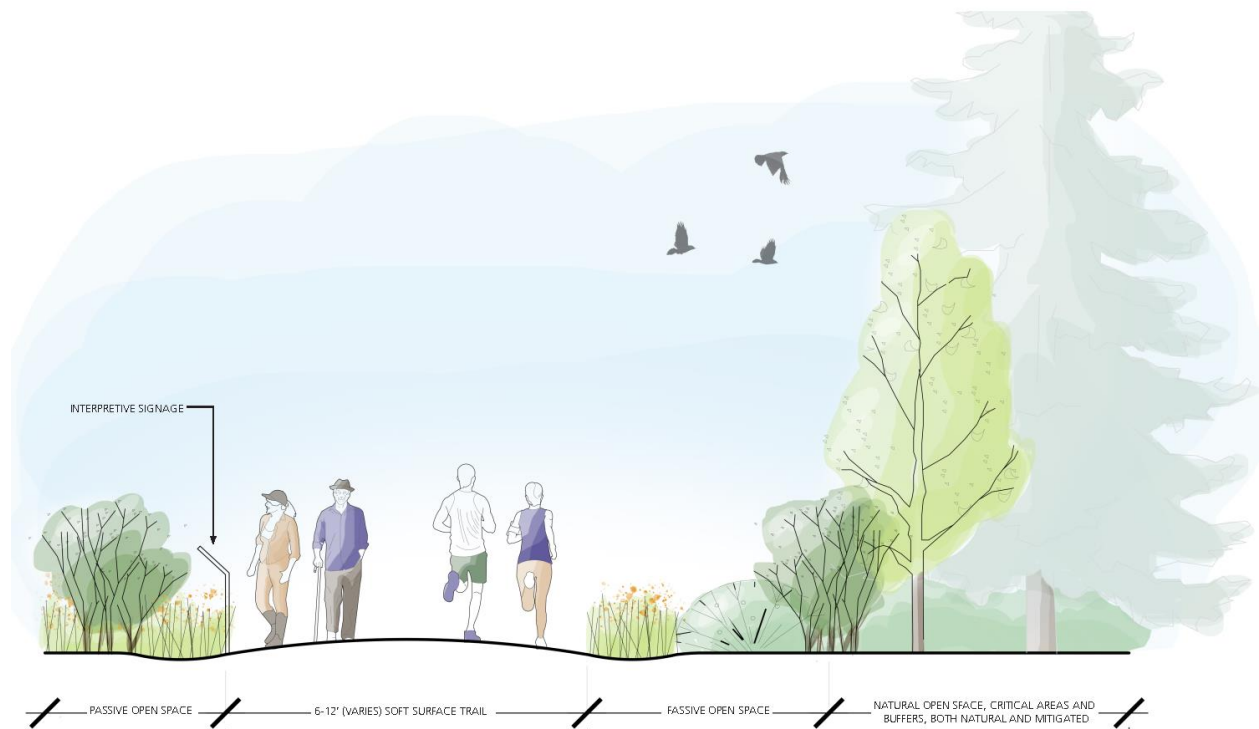 INTERPRETIVE SIGNAGE
PASSIVE OPEN SPACE
6-12' (VARIES) SOFT SURFACE TRAIL
FASSIVE OPEN SPACE
NATURAL OPEN SPACE, CRITICAL AREAS AND
BUFFERS, BOTH NATURAL AND MITIGATED